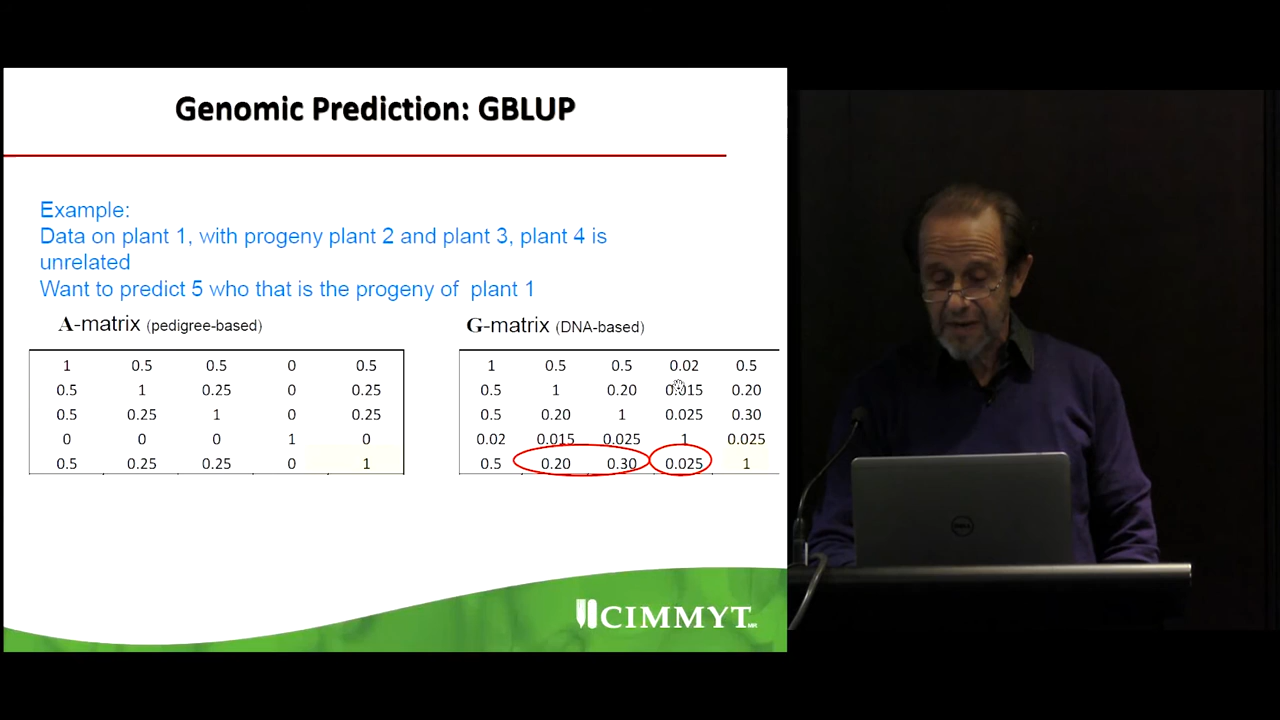 Genomic Prediction: GBLUP
Example:
Data on plant 1, with progeny plant 2 and plant 3, plant 4 is
unrelated
Want to predict 5 who that is the progeny of plant 1
A-matrix (pedigree-based)
1 0.5 0.5 0 0.5
0.5 1 0.25 0 0.25
0.5 0.25 1 0 0.25
0 0 0 1 0
0.5 0.25 0.25 0 1
G-matrix (DNA-based)
1 0.5 0.5 0.02 0.5
0.5 1 0.20 0.015 0.20
0.5 0.20 1 0.025 0.30
0.02 0.015 0.025 1 0.025
0.5 0.20 0.30 0.025 1
CIMMYT
DELL